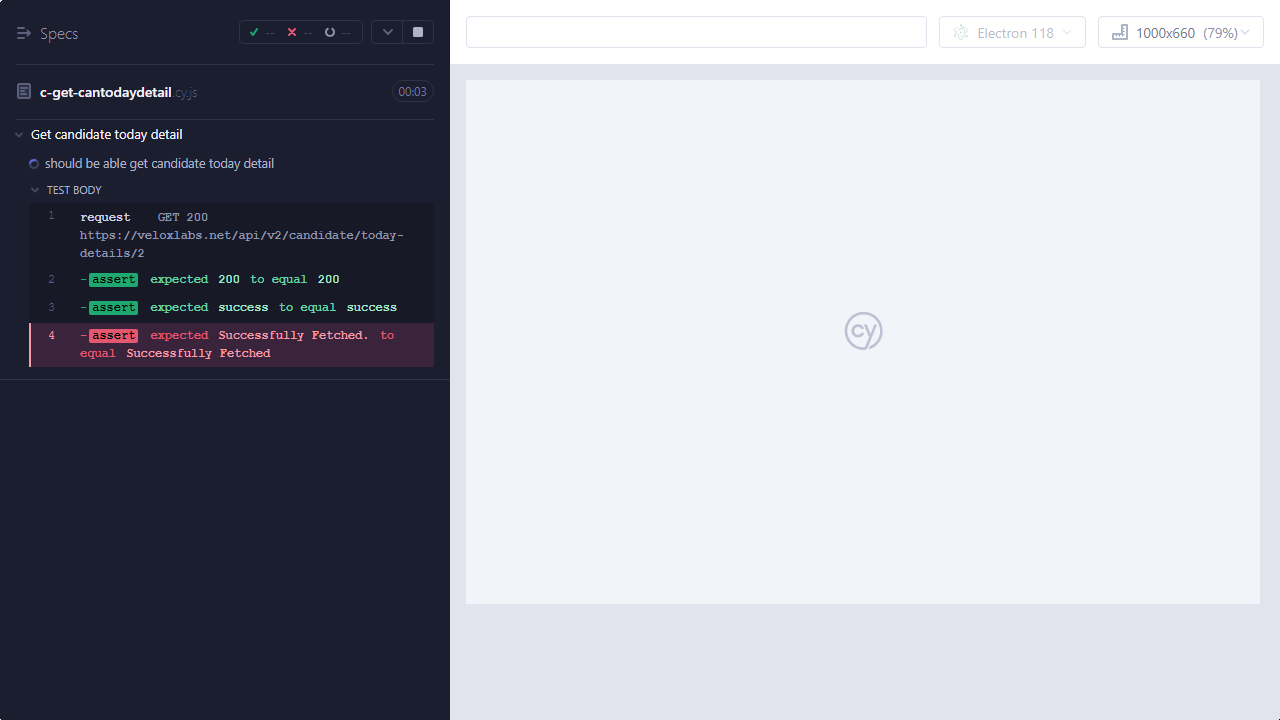 Specs
--
--
--
c-get-cantodaydetail.cy.js
00:03
Get candidate today detail
should be able get candidate today detail
TEST BODY
1 request GET 200
https://veloxlabs.net/api/v2/candidate/today-
details/2
2 -assert expected 200 to equal 200
3 -assert expected success to equal success
4 -assert expected Successfully Fetched. to
equal Successfully Fetched
Electron 118
1000x660 (79%)
cy